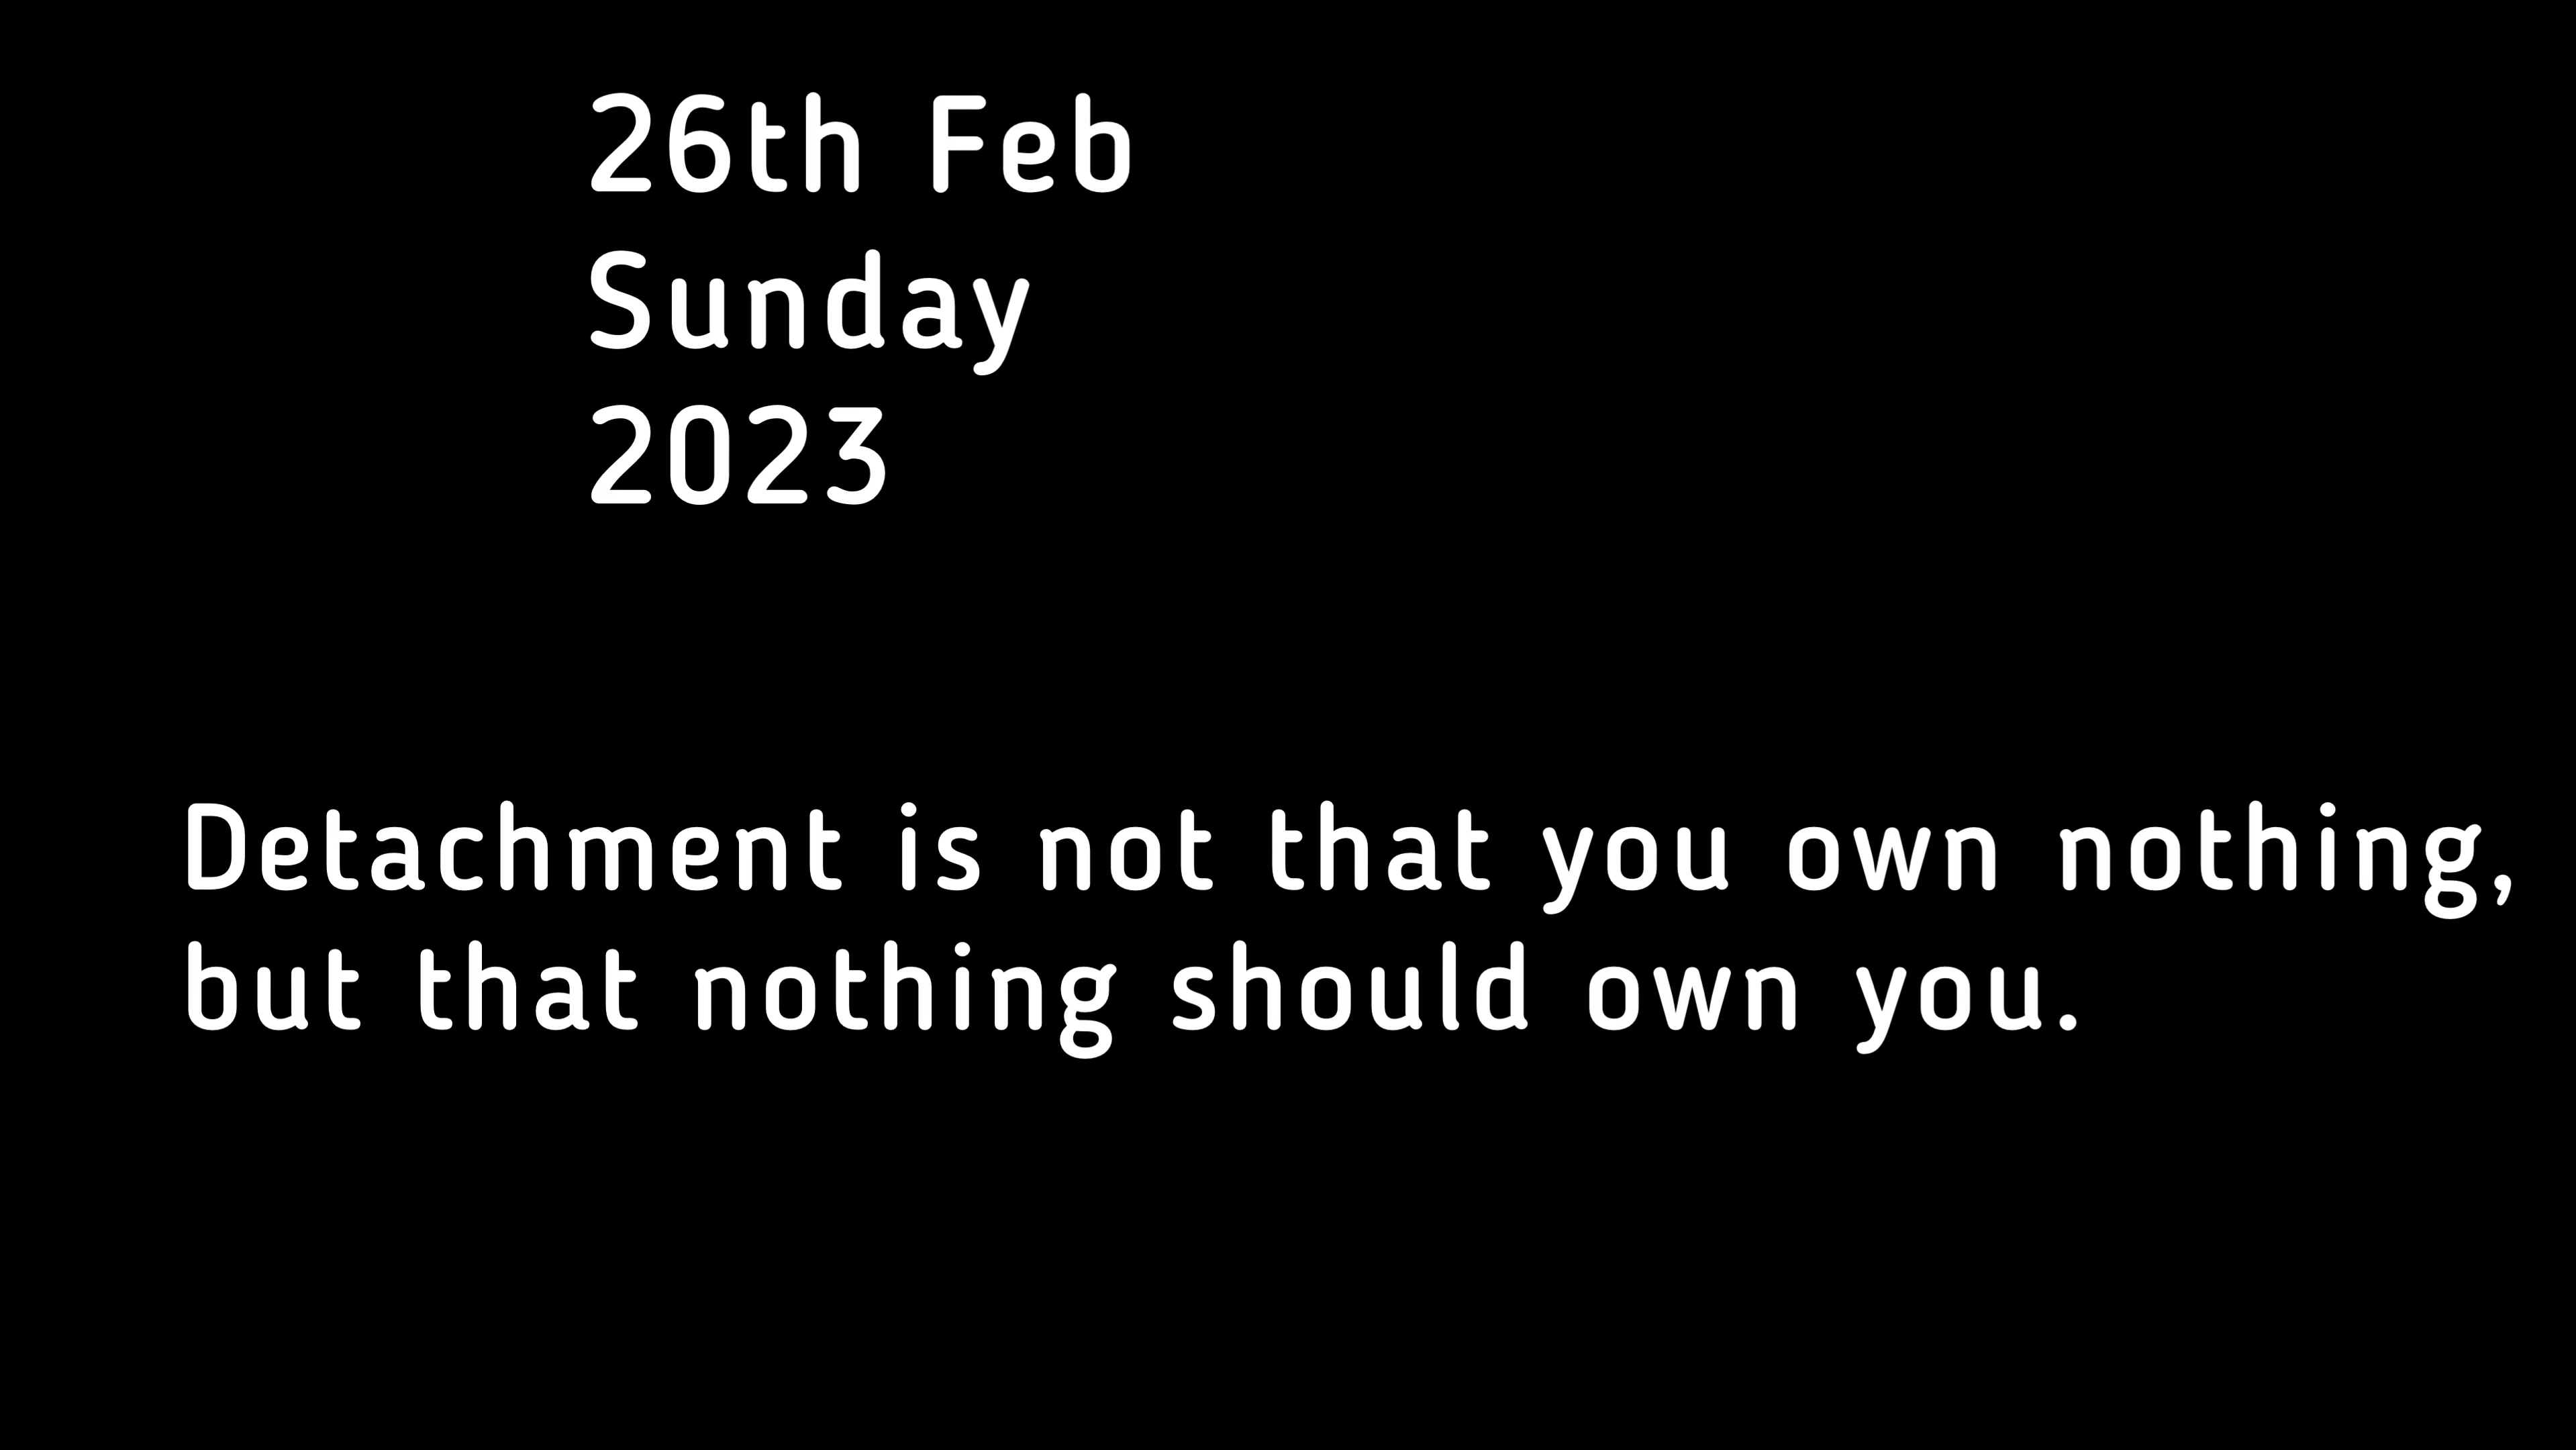 26th Feb
Sunday
2023
Detachment is not that you own nothing,
but that nothing should own you.